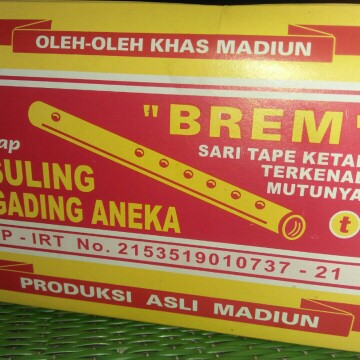 OLEH-OLEH KHAS MADIUN
"BREM"
SARI TAPE KETAN
TERKENAL
MUTUNYA
ap
SULING
GADING ANEKA
t
P - IRT No. 2153519010737 - 21
PRODUKSI ASLI MADIUN